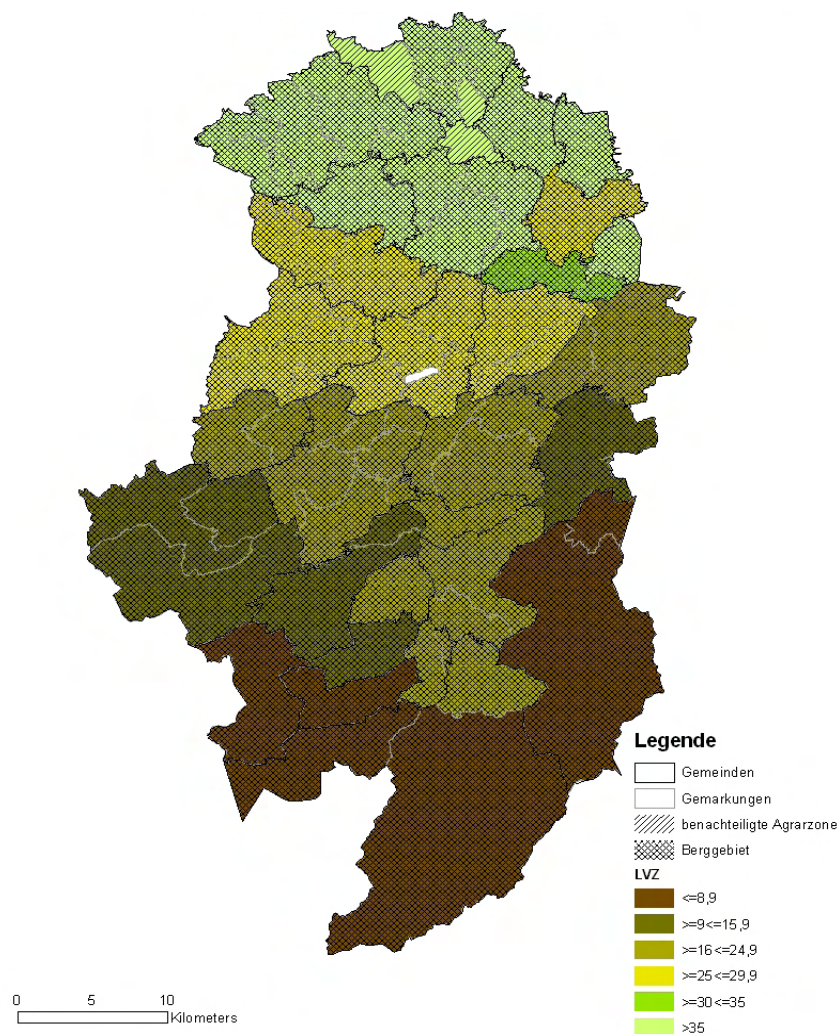 Legende
Gemeinden
Gemarkungen
benachteiligte Agrarzone
Berggebiet
LVZ
<=8,9
>=9<=15,9
>=16<=24,9
>=25<=29,9
>=30<=35
>35
0 5 10
Kilometers